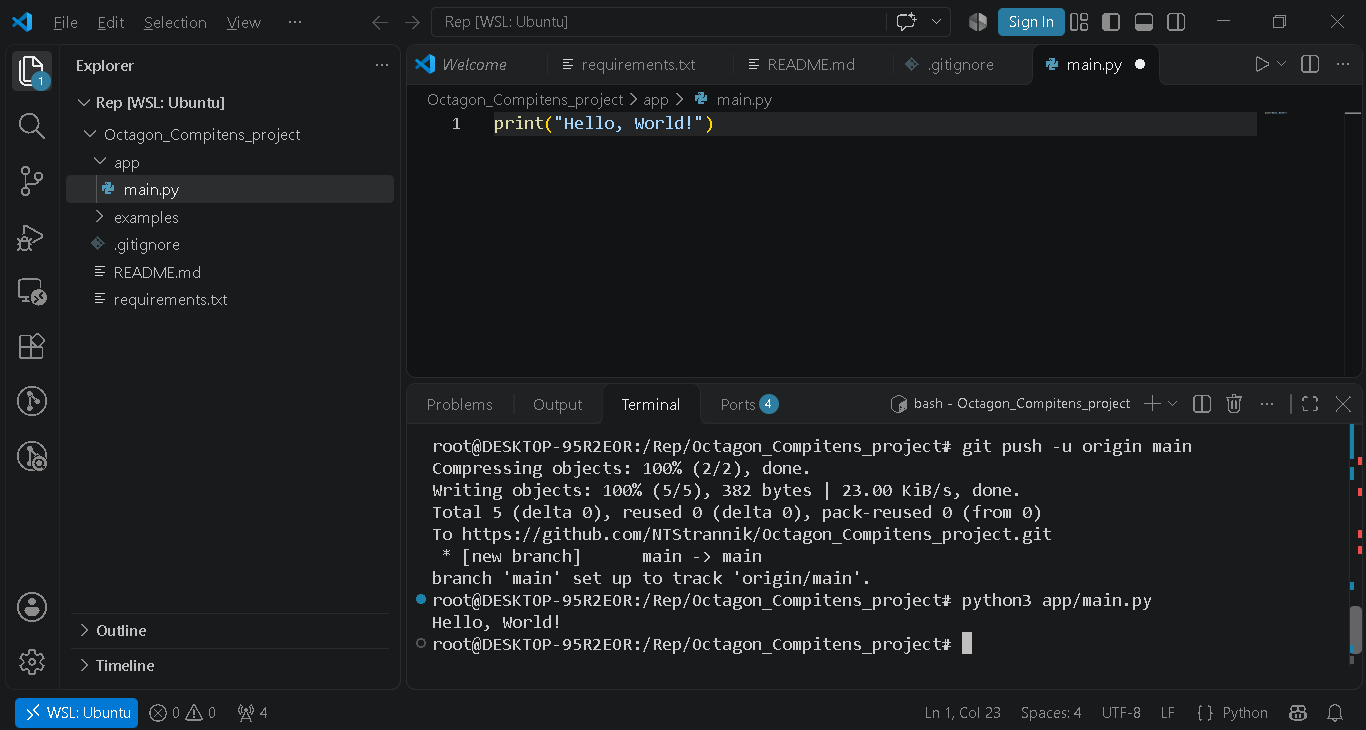 File Edit Selection View ···
Rep [WSL: Ubuntu]
Sign In
1
Explorer ···
Rep [WSL: Ubuntu]
Octagon_Compitens_project
app
main.py
examples
.gitignore
README.md
requirements.txt
Outline
Timeline
Welcome requirements.txt README.md .gitignore main.py ···
Octagon_Compitens_project > app > main.py
1 print("Hello, World!")
Problems Output Terminal Ports 4 bash - Octagon_Compitens_project ···
root@DESKTOP-95R2EOR:/Rep/Octagon_Compitens_project# git push -u origin main
Compressing objects: 100% (2/2), done.
Writing objects: 100% (5/5), 382 bytes | 23.00 KiB/s, done.
Total 5 (delta 0), reused 0 (delta 0), pack-reused 0 (from 0)
To https://github.com/NTStrannik/Octagon_Compitens_project.git
 * [new branch]      main -> main
branch 'main' set up to track 'origin/main'.
root@DESKTOP-95R2EOR:/Rep/Octagon_Compitens_project# python3 app/main.py
Hello, World!
root@DESKTOP-95R2EOR:/Rep/Octagon_Compitens_project#
WSL: Ubuntu 0 0 4 Ln 1, Col 23 Spaces: 4 UTF-8 LF { } Python